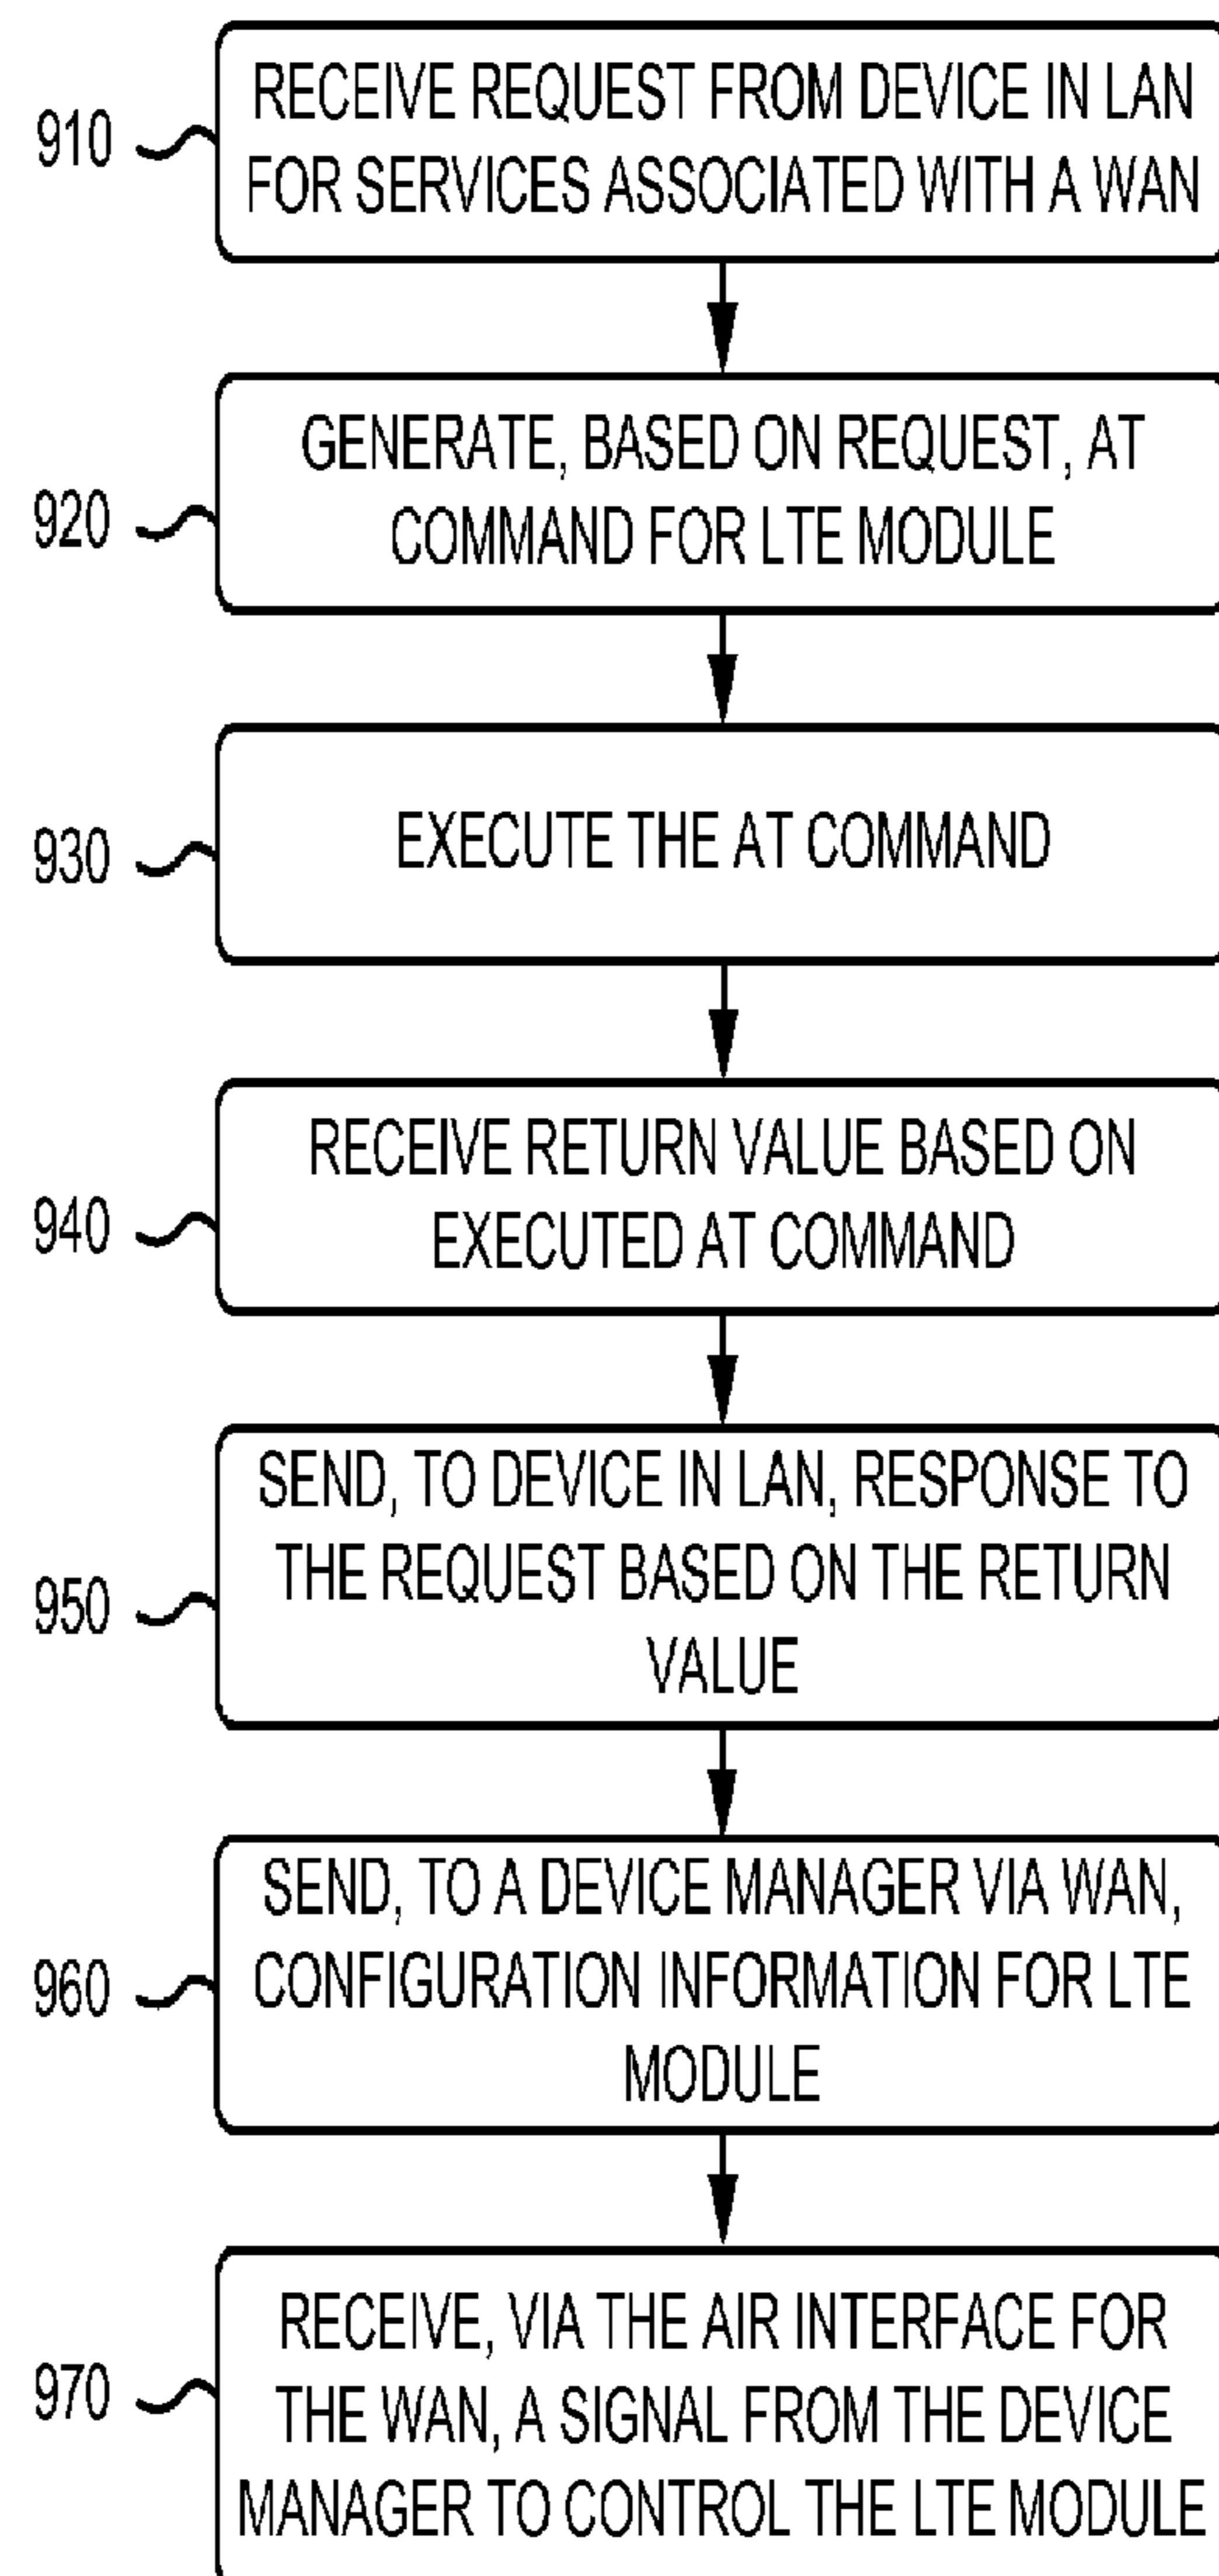 RECEIVE REQUEST FROM DEVICE IN LAN
910
FOR SERVICES ASSOCIATED WITH A WAN
GENERATE, BASED ON REQUEST, AT
920
COMMAND FOR LTE MODULE
930
EXECUTE THE AT COMMAND
RECEIVE RETURN VALUE BASED ON
940
EXECUTED AT COMMAND
SEND, TO DEVICE IN LAN, RESPONSE TO
950
THE REQUEST BASED ON THE RETURN
VALUE
SEND, TO A DEVICE MANAGER VIA WAN,
960
CONFIGURATION INFORMATION FOR LTE
MODULE
RECEIVE, VIA THE AIR INTERFACE FOR
970
THE WAN, A SIGNAL FROM THE DEVICE
MANAGER TO CONTROL THE LTE MODULE